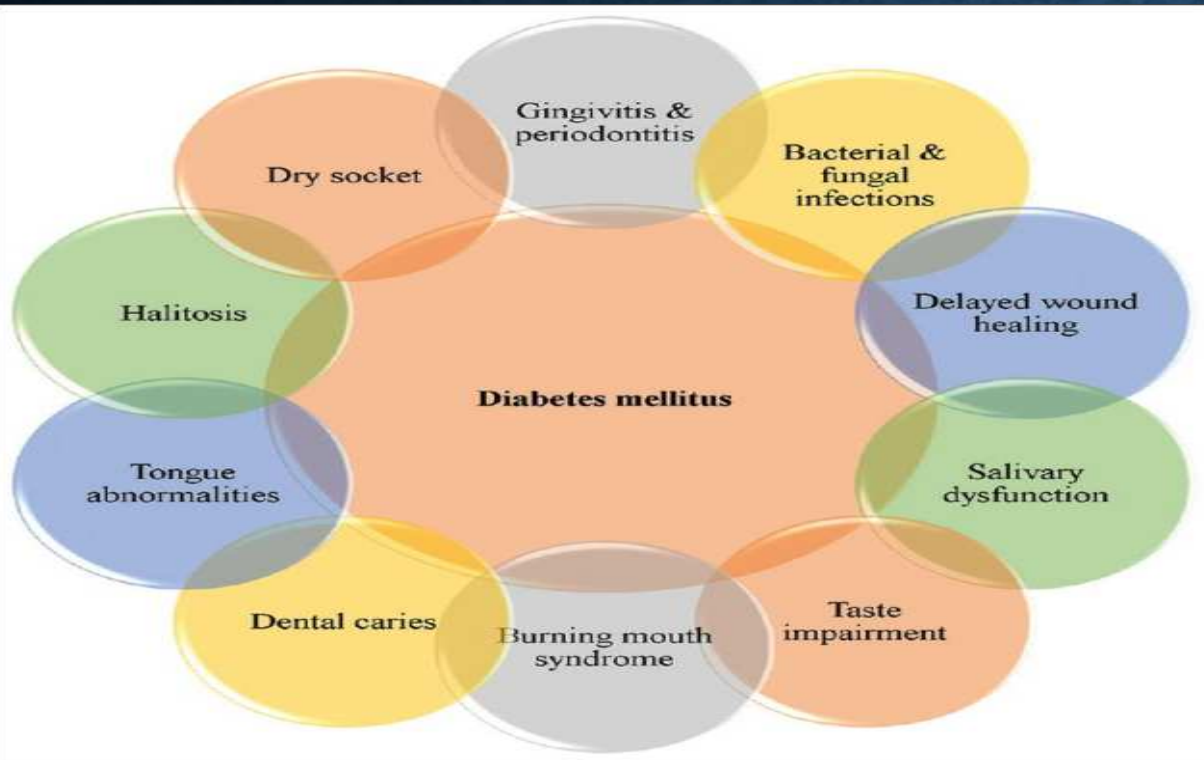 Gingivitis &
periodontitis
Bacterial &
fungal
infections
Delayed wound
healing
Salivary
dysfunction
Taste
impairment
Burning mouth
syndrome
Dental caries
Tongue
abnormalities
Halitosis
Dry socket
Diabetes mellitus